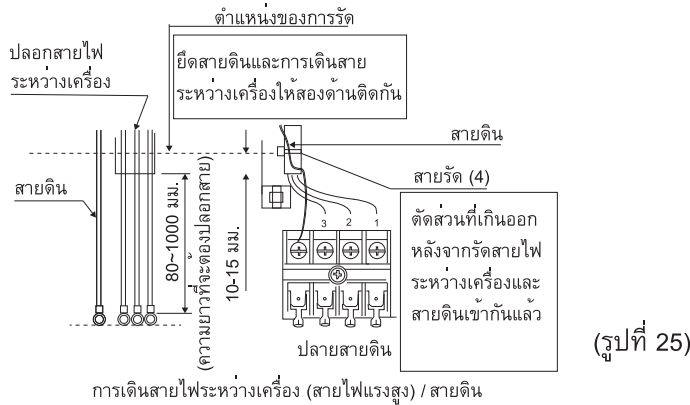 ตำแหน่งของการรัด
ปลอกสายไฟ
ระหว่างเครื่อง
ยึดสายดินและการเดินสาย
ระหว่างเครื่องให้สองด้านติดกัน
สายดิน
สายรัด (4)
สายดิน
80~1000 มม.
(ความยาวที่จะต้องปลอกสาย)
10-15 มม.
3 2 1
ตัดส่วนที่เกินออก
หลังจากรัดสายไฟ
ระหว่างเครื่องและ
สายดินเข้ากันแล้ว
ปลายสายดิน
(รูปที่ 25)
การเดินสายไฟระหว่างเครื่อง (สายไฟแรงสูง) / สายดิน